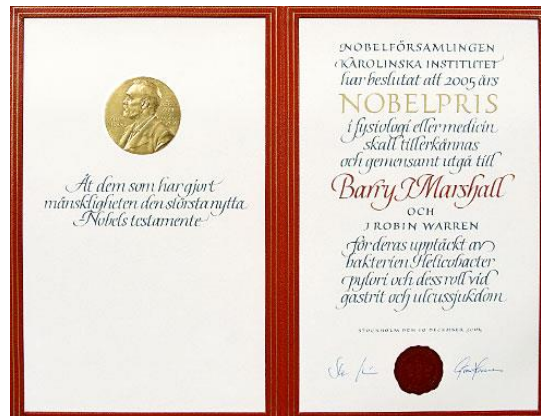 Åt dem som har gjort
mänskligheten den största nytta
Nobels testamente
NOBELFÖRSAMLINGEN
KAROLINSKA INSTITUTET
har beslutat att 2005 års
NOBELPRIS
i fysiologi eller medicin
skall tillerkännas
och gemensamt utgå till
Barry J Marshall
OCH
J ROBIN WARREN
för deras upptäckt av
bakterien Helicobacter
pylori och dess roll vid
gastrit och ulcussjukdom
STOCKHOLM DEN 10 DECEMBER 2005